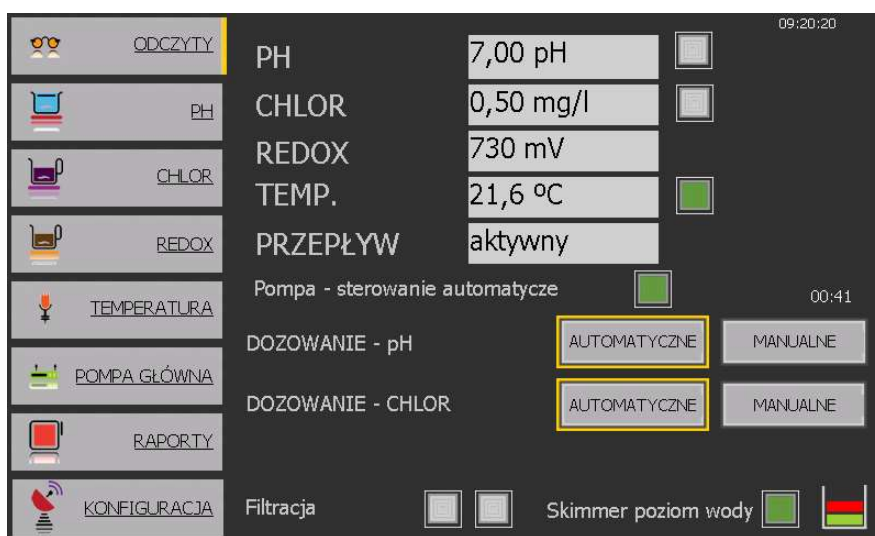 09:20:20
ODCZYTY
PH 7,00 pH
PH
CHLOR 0,50 mg/l
REDOX 730 mV
CHLOR
TEMP. 21,6 ºC
REDOX
PRZEPŁYW aktywny
Pompa - sterowanie automatycze
00:41
TEMPERATURA
DOZOWANIE - pH AUTOMATYCZNE MANUALNE
POMPA GŁÓWNA
DOZOWANIE - CHLOR AUTOMATYCZNE MANUALNE
RAPORTY
KONFIGURACJA
Filtracja Skimmer poziom wody